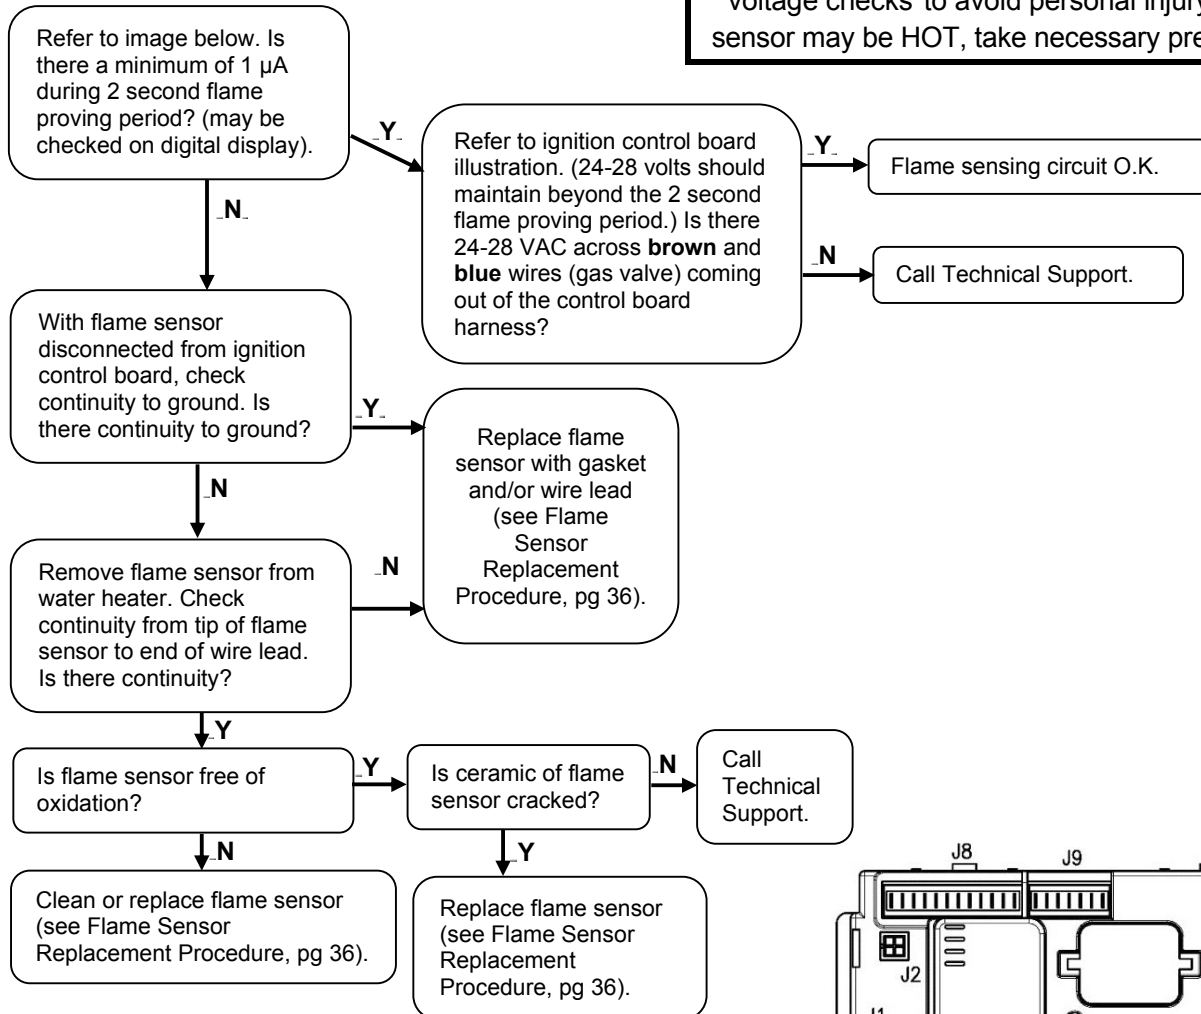 voltage checks to avoid personal injury
sensor may be HOT, take necessary pre
Refer to image below. Is
there a minimum of 1 µA
during 2 second flame
proving period? (may be
checked on digital display).
Y
Refer to ignition control board
illustration. (24-28 volts should
maintain beyond the 2 second
flame proving period.) Is there
24-28 VAC across brown and
blue wires (gas valve) coming
out of the control board
harness?
Y
Flame sensing circuit O.K.
N
Call Technical Support.
N
With flame sensor
disconnected from ignition
control board, check
continuity to ground. Is
there continuity to ground?
Y
Replace flame
sensor with gasket
and/or wire lead
(see Flame
Sensor
Replacement
Procedure, pg 36).
N
Remove flame sensor from
water heater. Check
continuity from tip of flame
sensor to end of wire lead.
Is there continuity?
N
Y
Is flame sensor free of
oxidation?
Y
Is ceramic of flame
sensor cracked?
N
Call
Technical
Support.
N
Clean or replace flame sensor
(see Flame Sensor
Replacement Procedure, pg 36).
Y
Replace flame sensor
(see Flame Sensor
Replacement
Procedure, pg 36).
J8
J9
J2
J1